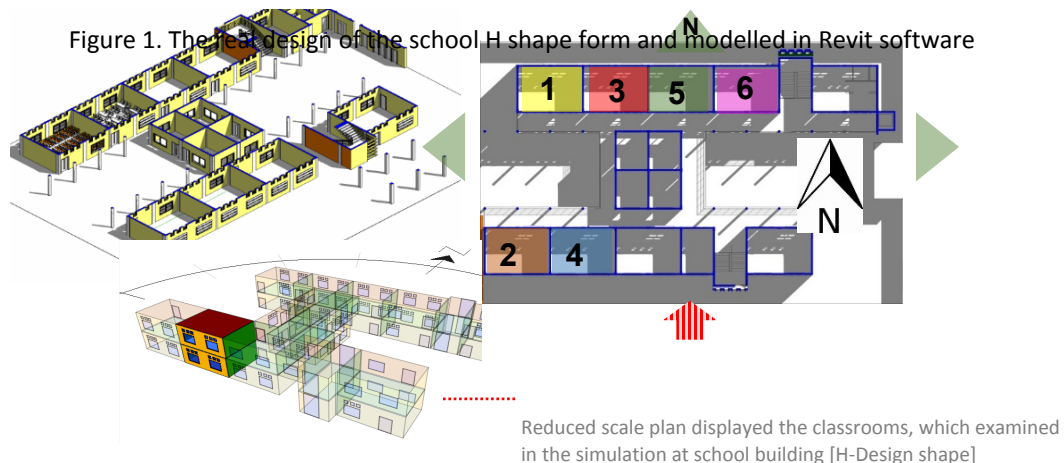 N
Figure 1. The real design of the school H shape form and modelled in Revit software
1 3 5 6
N
2 4
Reduced scale plan displayed the classrooms, which examined
in the simulation at school building [H-Design shape]